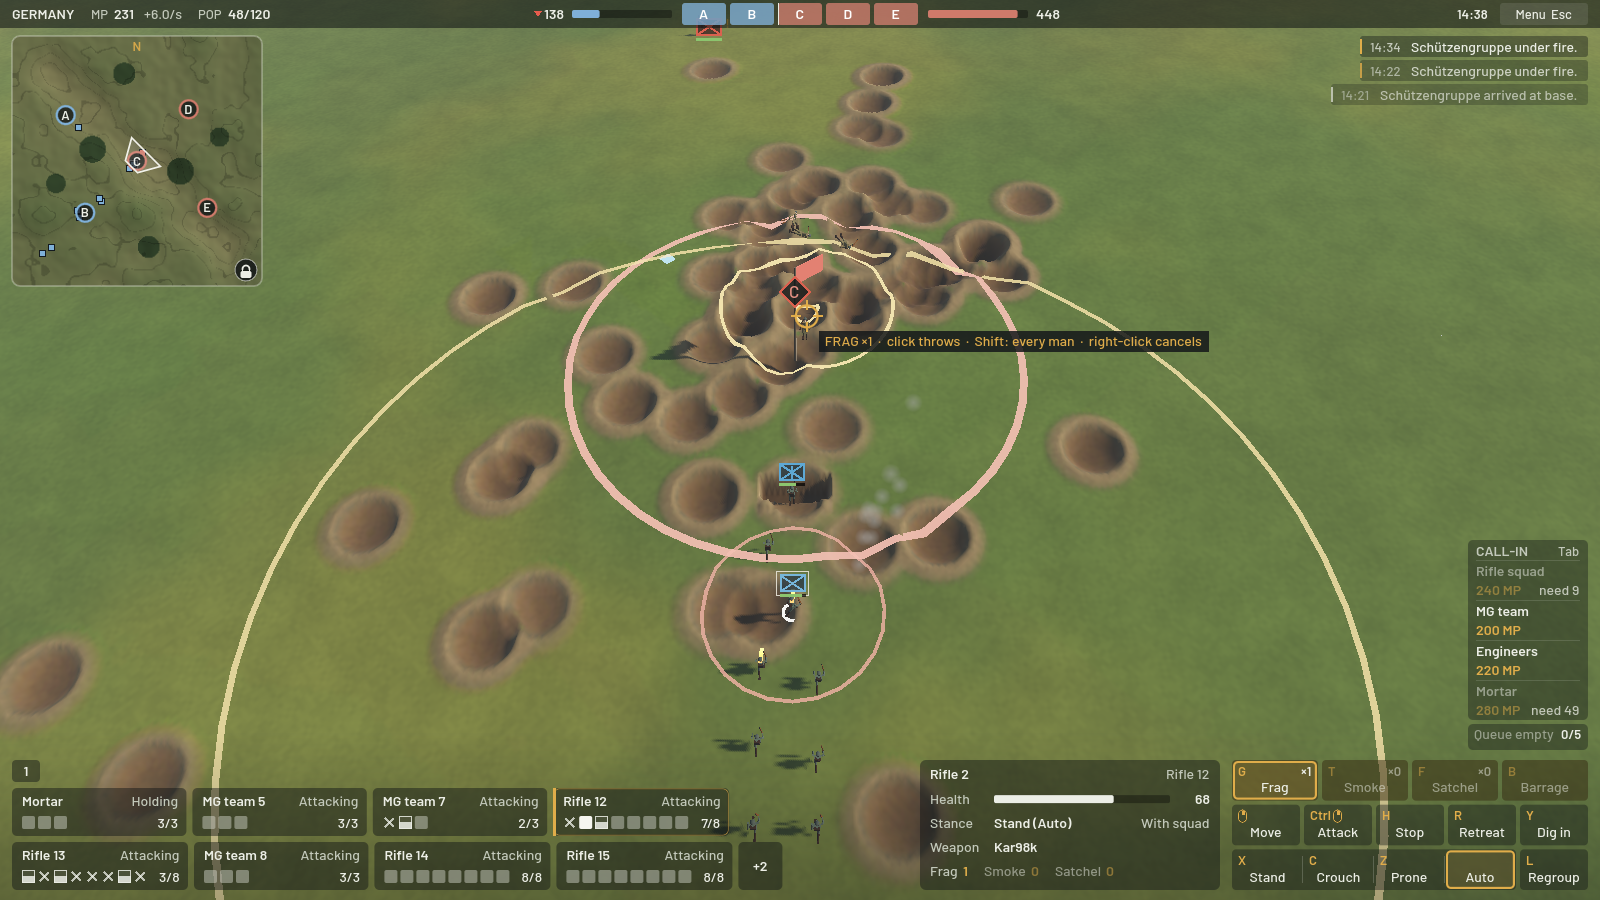 GERMANY MP 231 +6.0/s POP 48/120
138 A B C D E 448
14:38 Menu Esc
N
A
D
C
B
E
14:34 Schützengruppe under fire.
14:22 Schützengruppe under fire.
14:21 Schützengruppe arrived at base.
C
FRAG ×1 · click throws · Shift: every man · right-click cancels
CALL-IN Tab
Rifle squad
240 MP need 9
MG team
200 MP
Engineers
220 MP
Mortar
280 MP need 49
Queue empty 0/5
1
Mortar Holding
3/3
MG team 5 Attacking
3/3
MG team 7 Attacking
2/3
Rifle 12 Attacking
7/8
Rifle 13 Attacking
3/8
MG team 8 Attacking
3/3
Rifle 14 Attacking
8/8
Rifle 15 Attacking
8/8
+2
Rifle 2 Rifle 12
Health 68
Stance Stand (Auto) With squad
Weapon Kar98k
Frag 1 Smoke 0 Satchel 0
G ×1
Frag
T ×0
Smoke
F ×0
Satchel
B
Barrage
Move
Ctrl
Attack
H
Stop
R
Retreat
Y
Dig in
X
Stand
C
Crouch
Z
Prone
Auto
L
Regroup